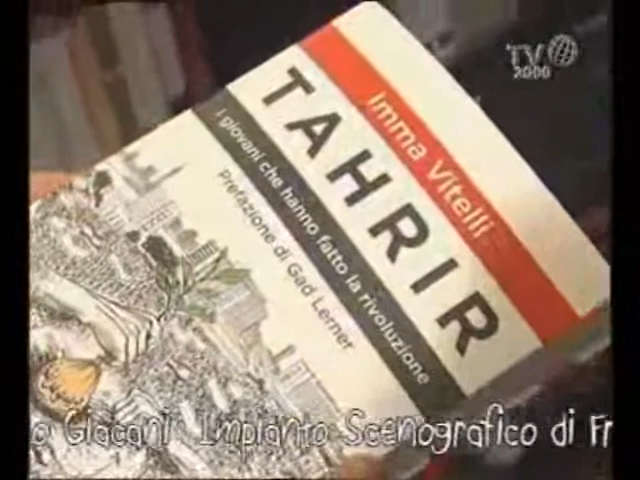 TV
2000
Imma Vitelli
TAHRIR
i giovani che hanno fatto la rivoluzione
Prefazione di Gad Lerner
o Giacani Impianto Scenografico di Fr